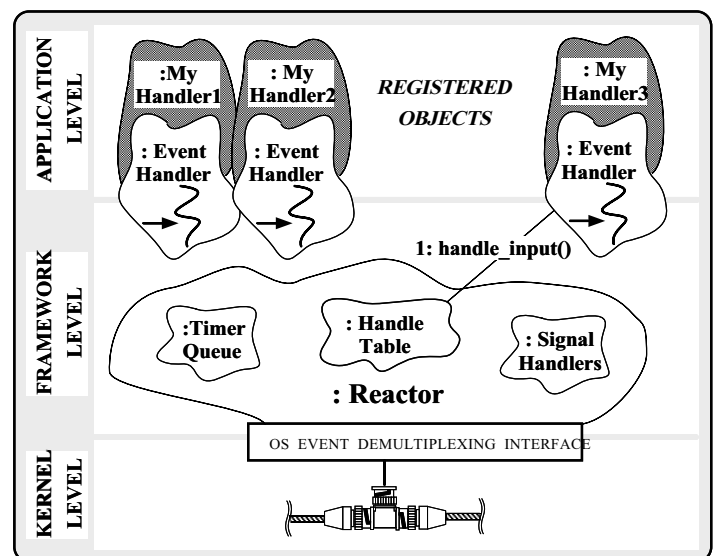 APPLICATION
LEVEL
:My
Handler1
: My
Handler2
REGISTERED
OBJECTS
: My
Handler3
: Event
Handler
: Event
Handler
: Event
Handler
FRAMEWORK
LEVEL
1: handle_input()
:Timer
Queue
: Handle
Table
: Signal
Handlers
: Reactor
KERNEL
LEVEL
OS EVENT DEMULTIPLEXING INTERFACE